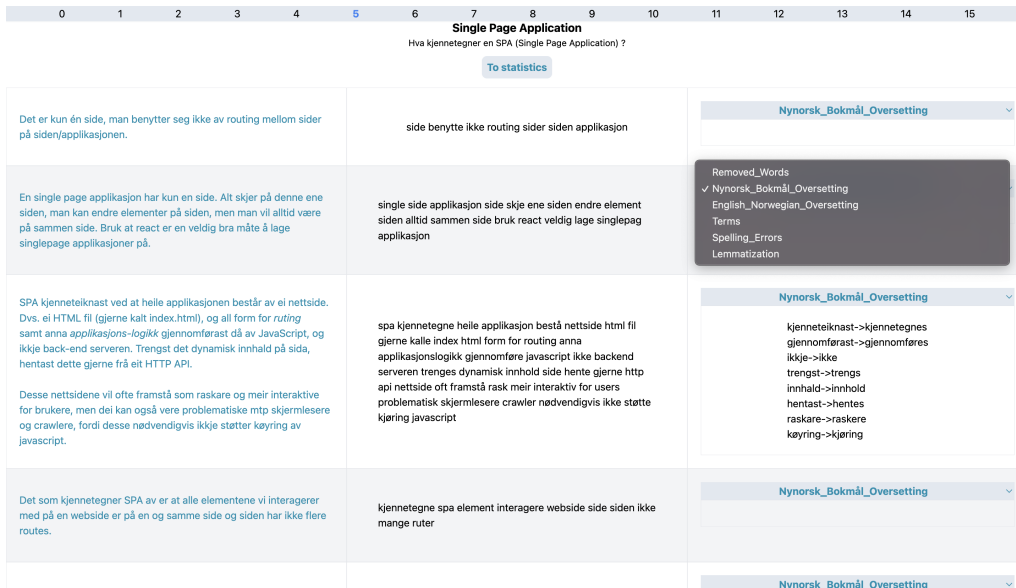 0 1 2 3 4 5 6 7 8 9 10 11 12 13 14 15
Single Page Application
Hva kjennetegner en SPA (Single Page Application) ?
To statistics
Det er kun én side, man benytter seg ikke av routing mellom sider
på siden/applikasjonen.
side benytte ikke routing sider siden applikasjon
Nynorsk_Bokmål_Oversetting
En single page applikasjon har kun en side. Alt skjer på denne ene
siden, man kan endre elementer på siden, men man vil alltid være
på sammen side. Bruk at react er en veldig bra måte å lage
singlepage applikasjoner på.
single side applikasjon side skje ene siden endre element
siden alltid sammen side bruk react veldig lage singlepag
applikasjon
Removed_Words
✓ Nynorsk_Bokmål_Oversetting
English_Norwegian_Oversetting
Terms
Spelling_Errors
Lemmatization
SPA kjenneteiknast ved at heile applikasjonen består av ei nettside.
Dvs. ei HTML fil (gjerne kalt index.html), og all form for ruting
samt anna applikasjons-logikk gjennomførast då av JavaScript, og
ikkje back-end serveren. Trengst det dynamisk innhald på sida,
hentast dette gjerne frå eit HTTP API.
Desse nettsidene vil ofte framstå som raskare og meir interaktive
for brukere, men dei kan også vere problematiske mtp skjermlesere
og crawlere, fordi desse nødvendigvis ikkje støtter køyring av
javascript.
spa kjennetegne heile applikasjon bestå nettside html fil
gjerne kalle index html form for routing anna
applikasjonslogikk gjennomføre javascript ikke backend
serveren trenges dynamisk innhold side hente gjerne http
api nettside oft framstå rask meir interaktiv for users
problematisk skjermlesere crawler nødvendigvis ikke støtte
kjøring javascript
Nynorsk_Bokmål_Oversetting
kjenneteiknast->kjennetegnes
gjennomførast->gjennomføres
ikkje->ikke
trengst->trengs
innhald->innhold
hentast->hentes
raskare->raskere
køyring->kjøring
Det som kjennetegner SPA av er at alle elementene vi interagerer
med på en webside er på en og samme side og siden har ikke flere
routes.
kjennetegne spa element interagere webside side siden ikke
mange ruter
Nynorsk_Bokmål_Oversetting
Nynorsk_Bokmål_Oversetting